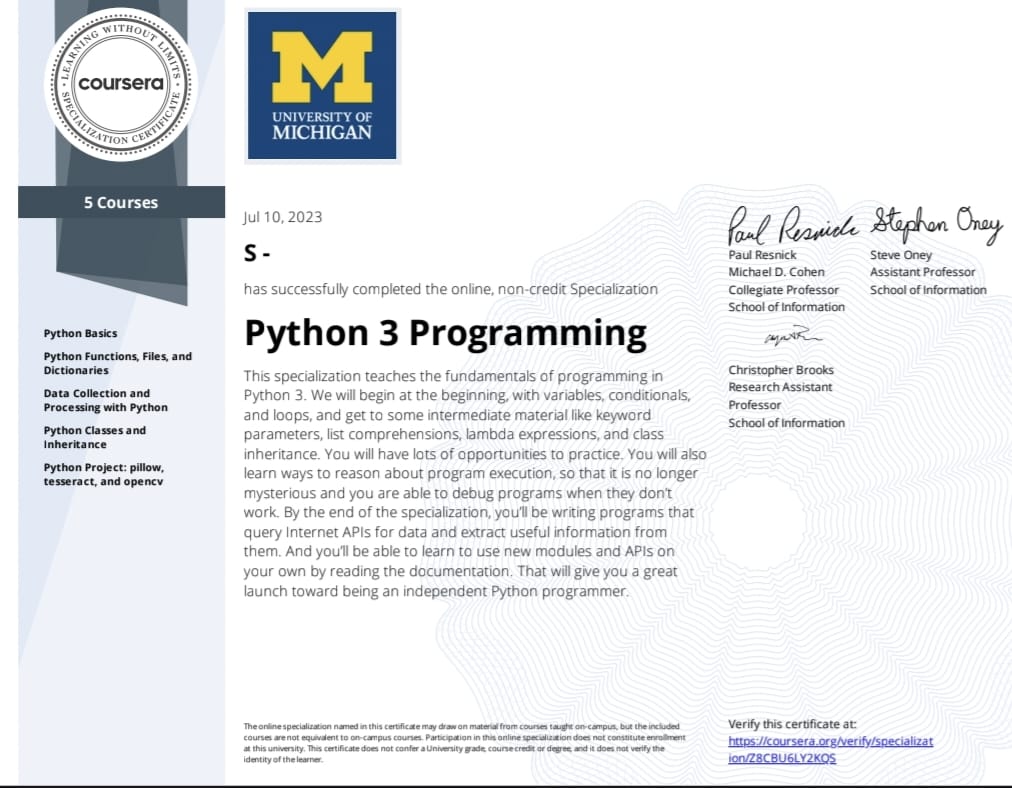 LEARNING WITHOUT LIMITS
coursera
SPECIALIZATION CERTIFICATE
5 Courses
Python Basics
Python Functions, Files, and
Dictionaries
Data Collection and
Processing with Python
Python Classes and
Inheritance
Python Project: pillow,
tesseract, and opencv
M
UNIVERSITY OF
MICHIGAN
Jul 10, 2023
S -
has successfully completed the online, non-credit Specialization
Python 3 Programming
This specialization teaches the fundamentals of programming in
Python 3. We will begin at the beginning, with variables, conditionals,
and loops, and get to some intermediate material like keyword
parameters, list comprehensions, lambda expressions, and class
inheritance. You will have lots of opportunities to practice. You will also
learn ways to reason about program execution, so that it is no longer
mysterious and you are able to debug programs when they don't
work. By the end of the specialization, you'll be writing programs that
query Internet APIs for data and extract useful information from
them. And you'll be able to learn to use new modules and APIs on
your own by reading the documentation. That will give you a great
launch toward being an independent Python programmer.
Paul Resnick
Paul Resnick
Michael D. Cohen
Collegiate Professor
School of Information
Stephen Oney
Steve Oney
Assistant Professor
School of Information
Christopher Brooks
Research Assistant
Professor
School of Information
The online specialization named in this certificate may draw on material from courses taught on-campus, but the included
courses are not equivalent to on-campus courses. Participation in this online specialization does not constitute enrollment
at this university. This certificate does not confer a University grade, course credit or degree, and it does not verify the
identity of the learner.
Verify this certificate at:
https://coursera.org/verify/specializat
ion/Z8CBU6LY2KQS